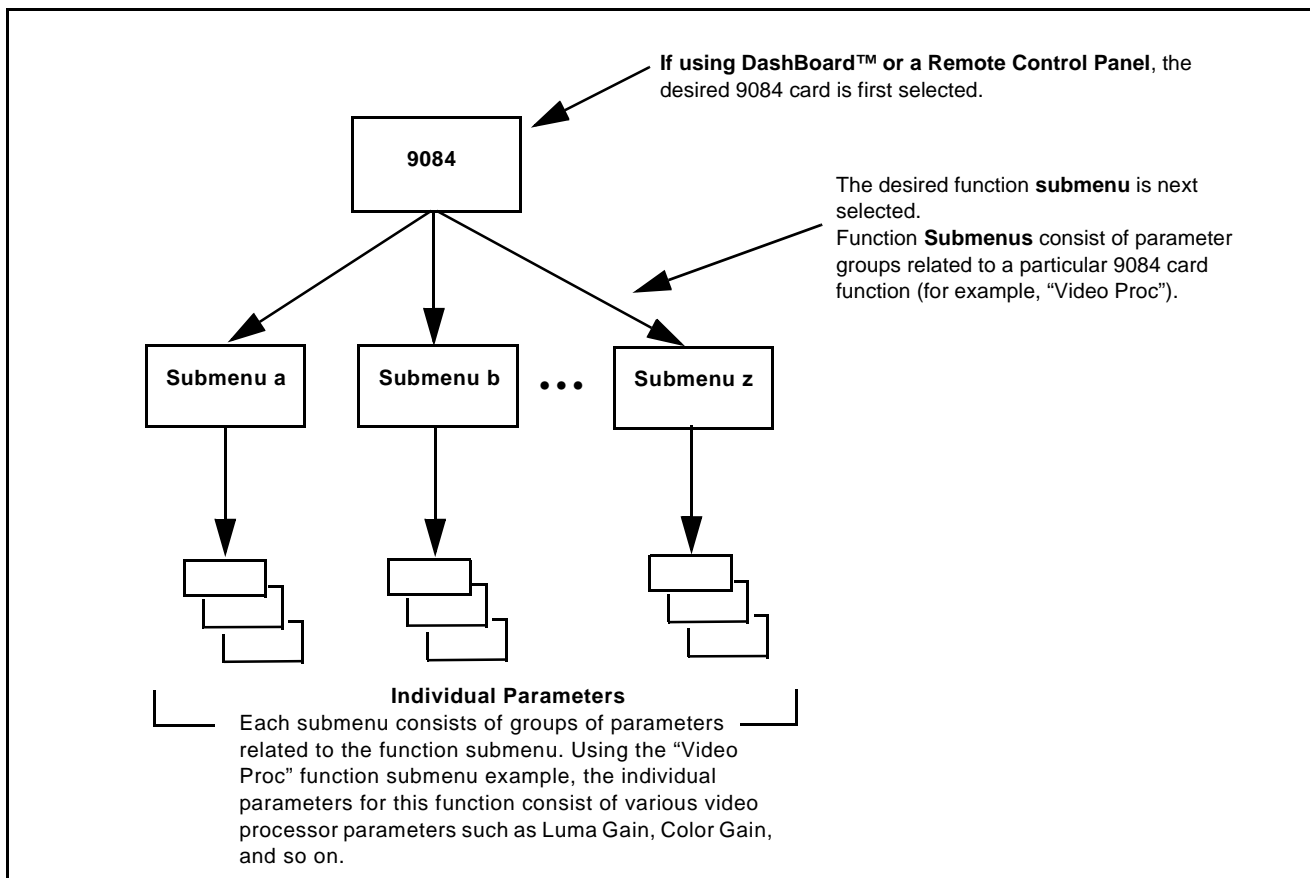 If using DashBoard™ or a Remote Control Panel, the
desired 9084 card is first selected.
9084
The desired function submenu is next
selected.
Function Submenus consist of parameter
groups related to a particular 9084 card
function (for example, “Video Proc”).
Submenu a
Submenu b
• • •
Submenu z
Individual Parameters
Each submenu consists of groups of parameters
related to the function submenu. Using the “Video
Proc” function submenu example, the individual
parameters for this function consist of various video
processor parameters such as Luma Gain, Color Gain,
and so on.